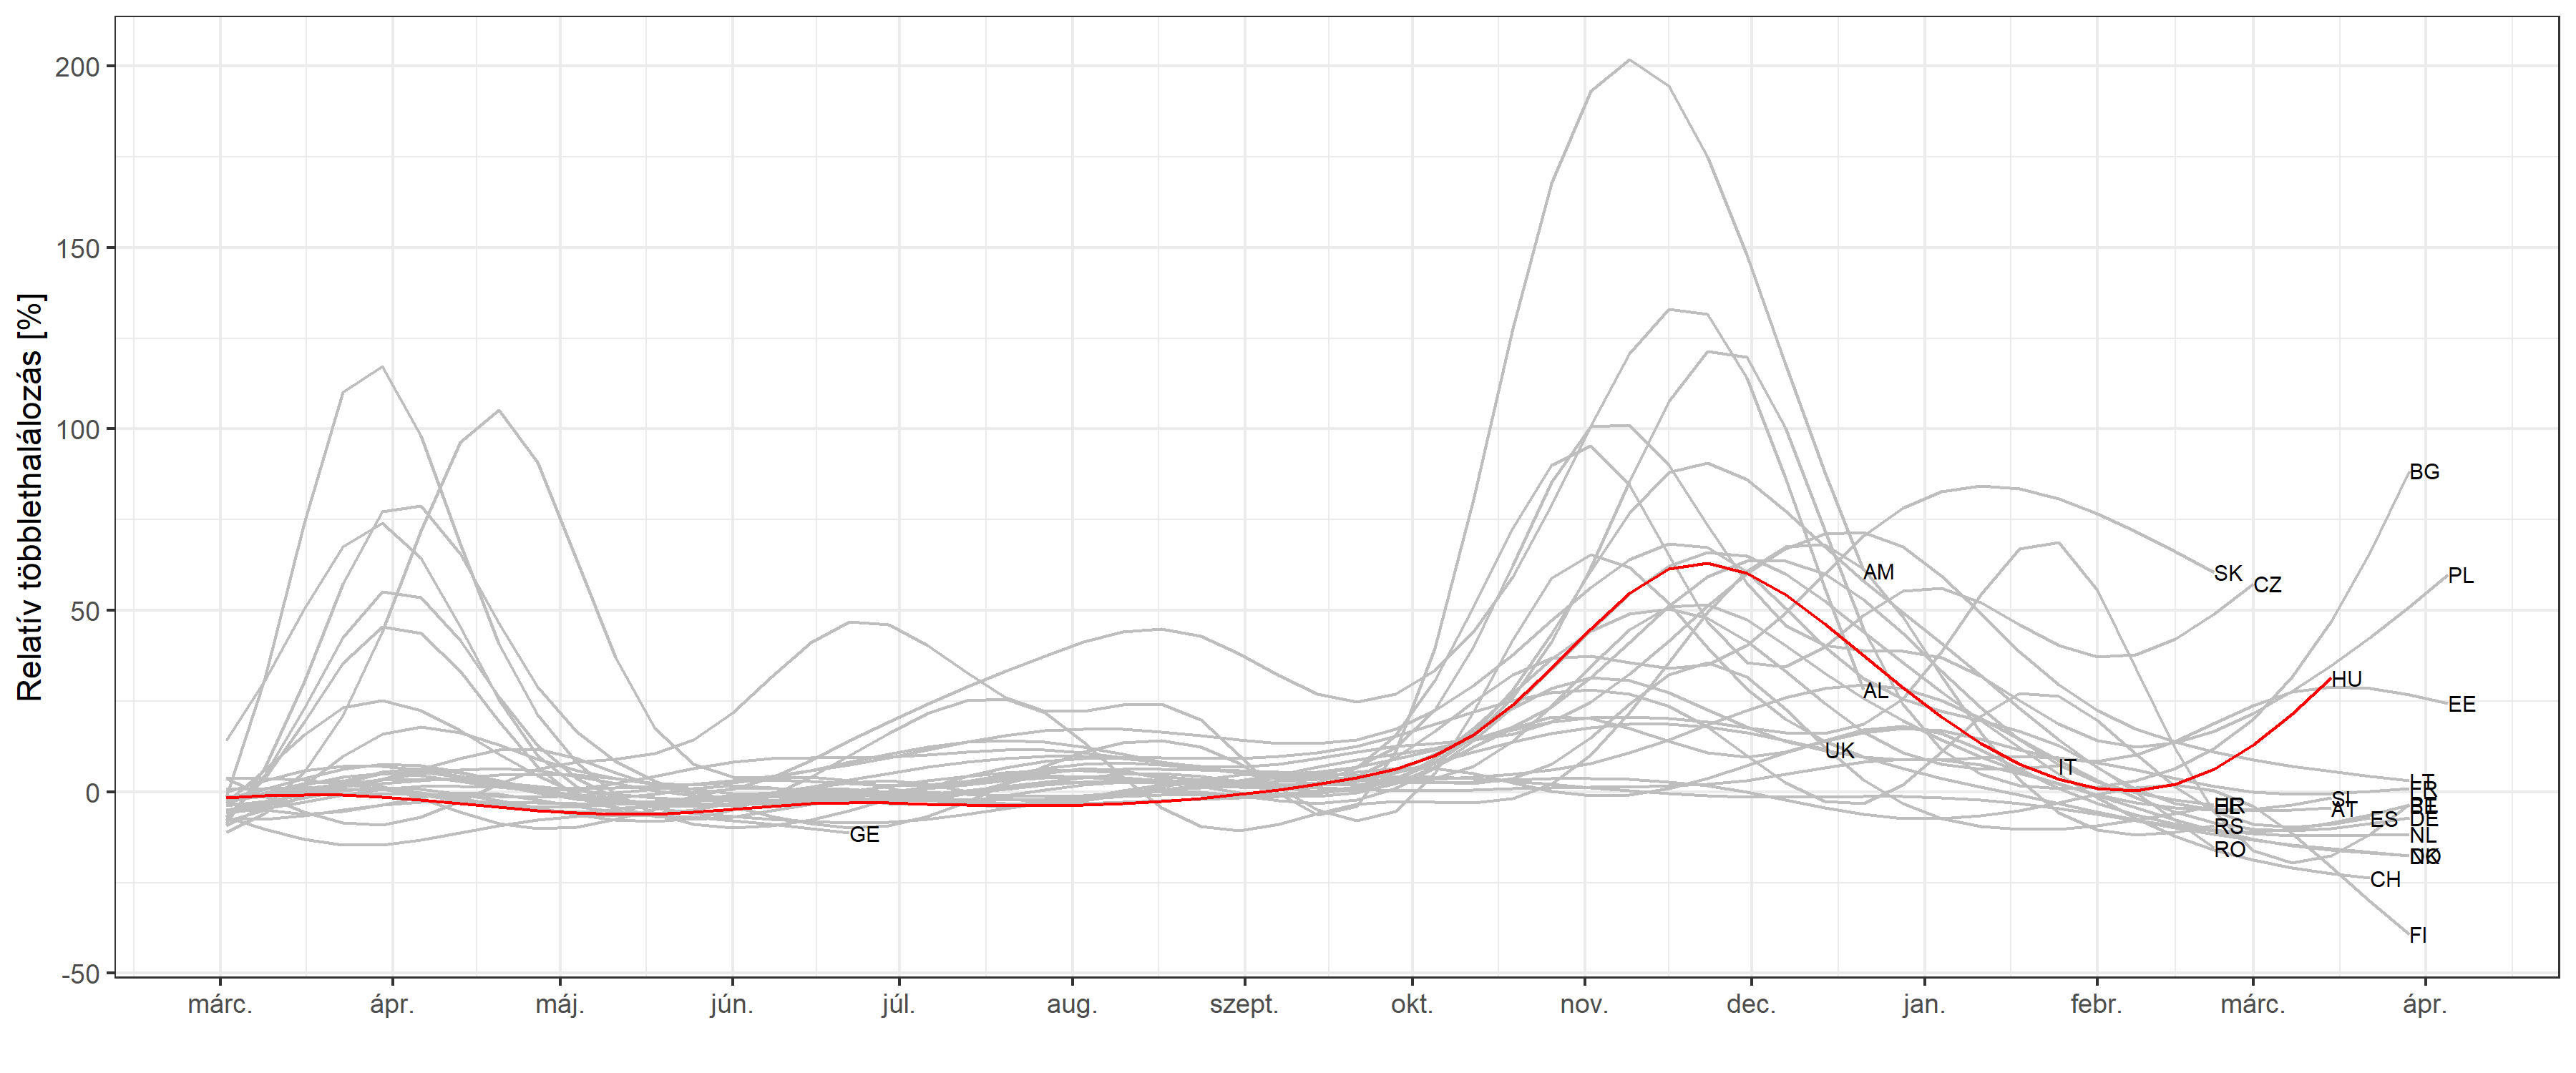 Relatív többlethalálozás [%]
200
150
100
50
0
-50
márc.
ápr.
máj.
jún.
júl.
aug.
szept.
okt.
nov.
dec.
jan.
febr.
márc.
ápr.
BG
AM
SK
CZ
PL
HU
AL
EE
UK
IT
LT
SI
AT
ES
DE
RS
NL
RO
CH
FI
GE